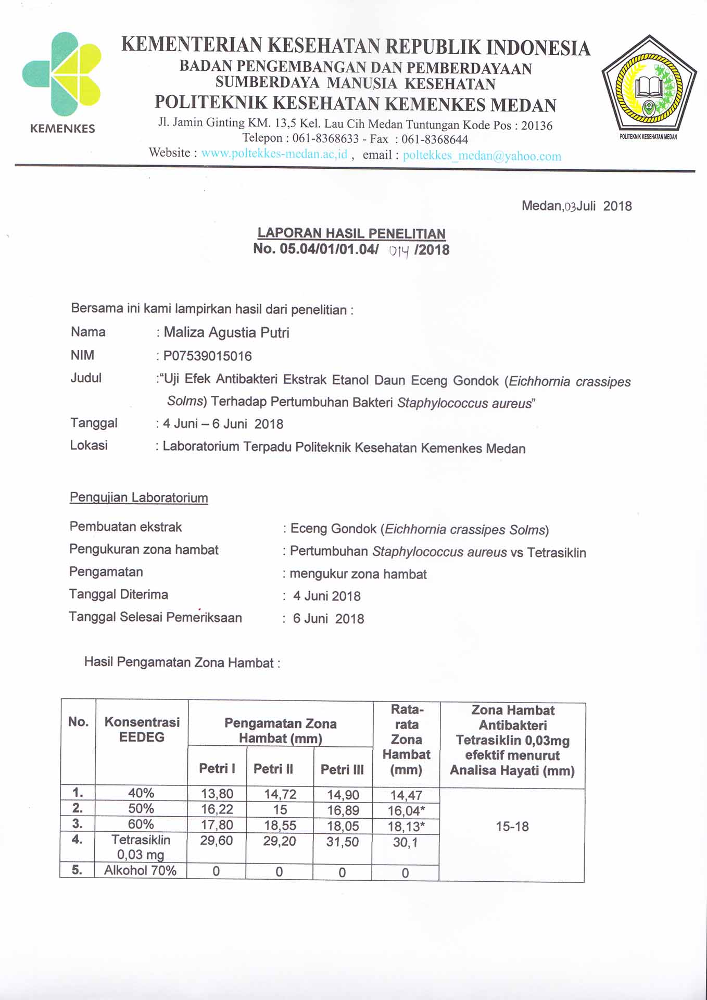 KEMENTERIAN KESEHATAN REPUBLIK INDONESIA
BADAN PENGEMBANGAN DAN PEMBERDAYAAN
SUMBERDAYA MANUSIA KESEHATAN
POLITEKNIK KESEHATAN KEMENKES MEDAN
Jl. Jamin Ginting KM. 13,5 Kel. Lau Cih Medan Tuntungan Kode Pos : 20136
Telepon : 061-8368633 - Fax : 061-8368644
Website : www.poltekkes-medan.ac,id , email : poltekkes_medan@yahoo.com
KEMENKES
POLITEKNIK KESEHATAN MEDAN
Medan,03Juli 2018
LAPORAN HASIL PENELITIAN
No. 05.04/01/01.04/ 014 /2018
Bersama ini kami lampirkan hasil dari penelitian :
Nama : Maliza Agustia Putri
NIM : P07539015016
Judul :“Uji Efek Antibakteri Ekstrak Etanol Daun Eceng Gondok (Eichhornia crassipes
Solms) Terhadap Pertumbuhan Bakteri Staphylococcus aureus”
Tanggal : 4 Juni – 6 Juni 2018
Lokasi : Laboratorium Terpadu Politeknik Kesehatan Kemenkes Medan
Pengujian Laboratorium
Pembuatan ekstrak : Eceng Gondok (Eichhornia crassipes Solms)
Pengukuran zona hambat : Pertumbuhan Staphylococcus aureus vs Tetrasiklin
Pengamatan : mengukur zona hambat
Tanggal Diterima : 4 Juni 2018
Tanggal Selesai Pemeriksaan : 6 Juni 2018
Hasil Pengamatan Zona Hambat :
No.
Konsentrasi
EEDEG
Pengamatan Zona
Hambat (mm)
Petri I
Petri II
Petri III
Rata-
rata
Zona
Hambat
(mm)
Zona Hambat
Antibakteri
Tetrasiklin 0,03mg
efektif menurut
Analisa Hayati (mm)
1. 40% 13,80 14,72 14,90 14,47
2. 50% 16,22 15 16,89 16,04*
3. 60% 17,80 18,55 18,05 18,13*
15-18
4. Tetrasiklin 29,60 29,20 31,50 30,1
0,03 mg
5. Alkohol 70% 0 0 0 0